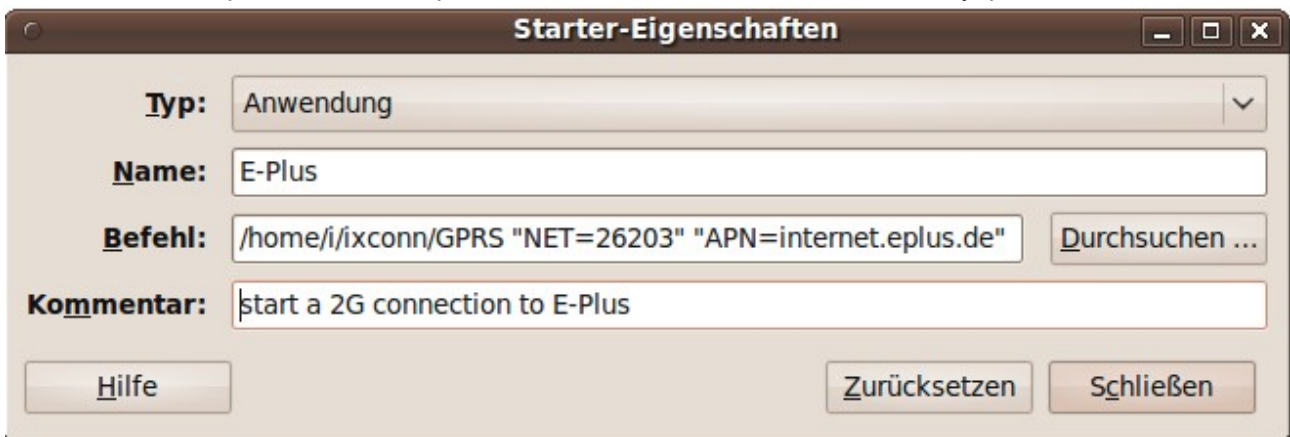 Starter-Eigenschaften
Typ: Anwendung
Name: E-Plus
Befehl: /home/i/ixconn/GPRS "NET=26203" "APN=internet.eplus.de" Durchsuchen ...
Kommentar: start a 2G connection to E-Plus
Hilfe Zurücksetzen Schließen